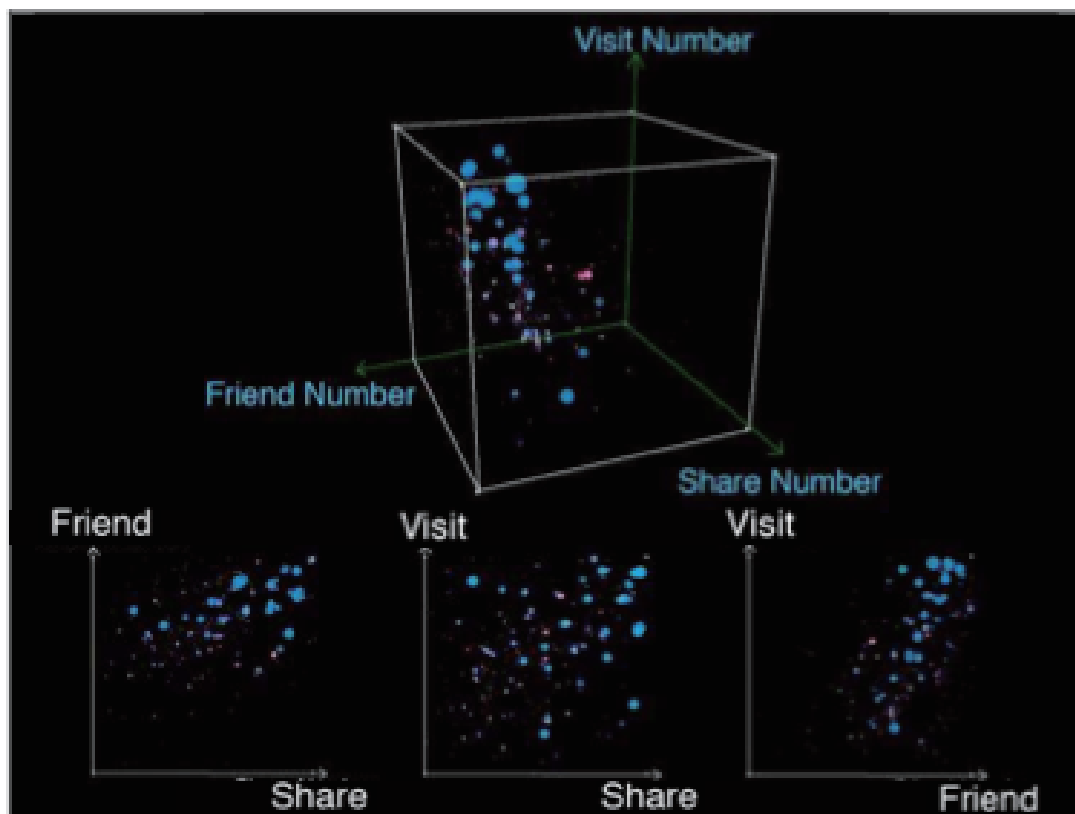 Visit Number
Friend Number
Share Number
Friend
Visit
Visit
Share
Share
Friend